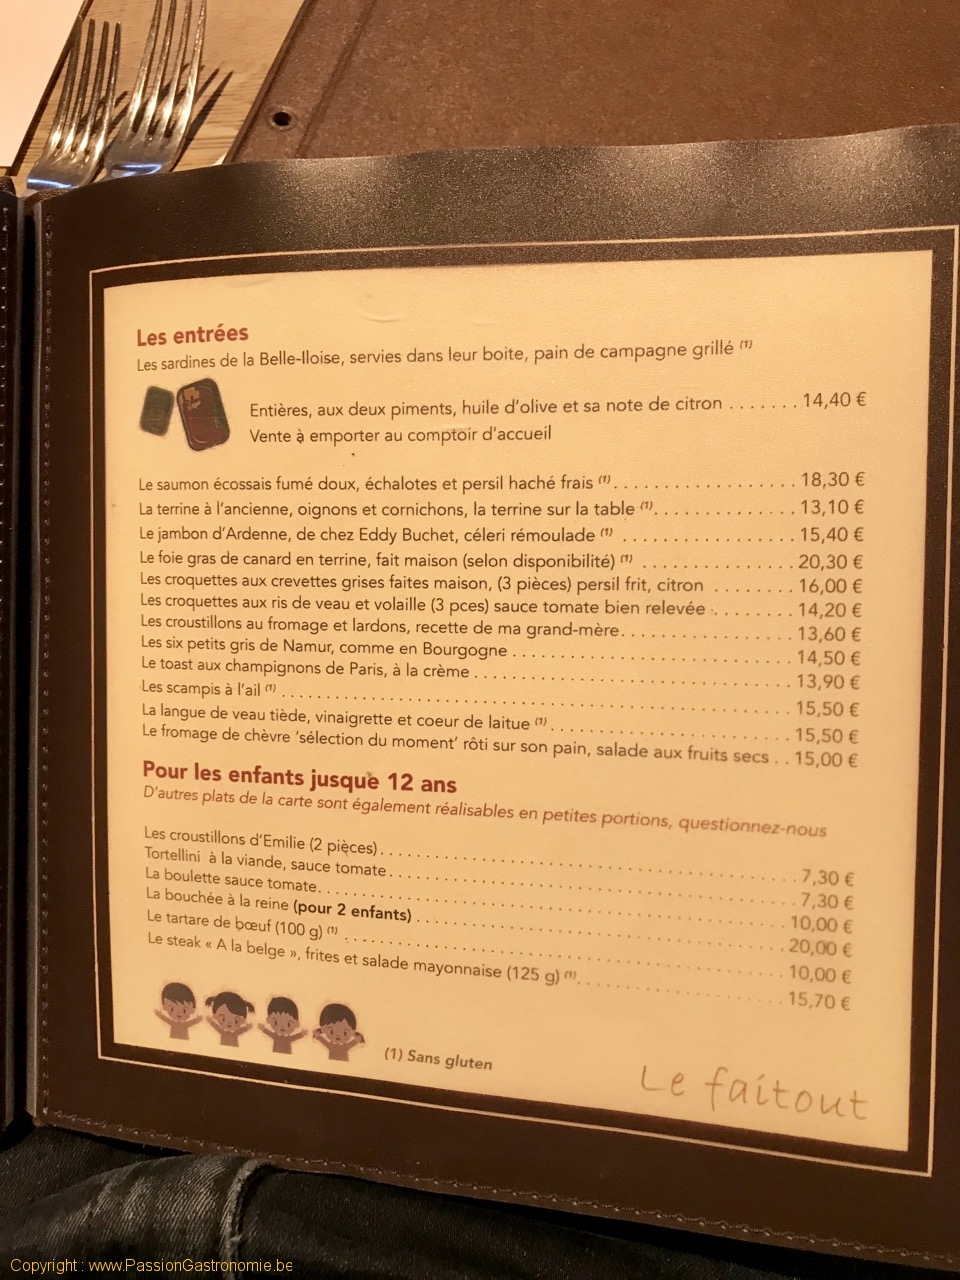 Les entrées
Les sardines de la Belle-Iloise, servies dans leur boite, pain de campagne grillé (1)
Entières, aux deux piments, huile d'olive et sa note de citron . . . . . . . 14,40 €
Vente à emporter au comptoir d'accueil
Le saumon écossais fumé doux, échalotes et persil haché frais (1). . . . . . . . . . . . . . . . . . 18,30 €
La terrine à l'ancienne, oignons et cornichons, la terrine sur la table (1). . . . . . . . . . . . . . 13,10 €
Le jambon d'Ardenne, de chez Eddy Buchet, céleri rémoulade (1) . . . . . . . . . . . . . . . . . 15,40 €
Le foie gras de canard en terrine, fait maison (selon disponibilité) (1) . . . . . . . . . . . . . . . 20,30 €
Les croquettes aux crevettes grises faites maison, (3 pièces) persil frit, citron . . . . . . . . 16,00 €
Les croquettes aux ris de veau et volaille (3 pces) sauce tomate bien relevée . . . . . . . . 14,20 €
Les croustillons au fromage et lardons, recette de ma grand-mère. . . . . . . . . . . . . . . . . 13,60 €
Les six petits gris de Namur, comme en Bourgogne . . . . . . . . . . . . . . . . . . . . . . . . . . . 14,50 €
Le toast aux champignons de Paris, à la crème . . . . . . . . . . . . . . . . . . . . . . . . . . . . . . . 13,90 €
Les scampis à l'ail (1) . . . . . . . . . . . . . . . . . . . . . . . . . . . . . . . . . . . . . . . . . . . . . . . . . . 15,50 €
La langue de veau tiède, vinaigrette et coeur de laitue (1). . . . . . . . . . . . . . . . . . . . . . . . 15,50 €
Le fromage de chèvre 'sélection du moment' rôti sur son pain, salade aux fruits secs . . 15,00 €
Pour les enfants jusque 12 ans
D'autres plats de la carte sont également réalisables en petites portions, questionnez-nous
Les croustillons d'Emilie (2 pièces). . . . . . . . . . . . . . . . . . . . . . . . . . . . . . . . . . . . . . . . . 7,30 €
Tortellini à la viande, sauce tomate. . . . . . . . . . . . . . . . . . . . . . . . . . . . . . . . . . . . . . . . 7,30 €
La boulette sauce tomate. . . . . . . . . . . . . . . . . . . . . . . . . . . . . . . . . . . . . . . . . . . . . . . 10,00 €
La bouchée à la reine (pour 2 enfants) . . . . . . . . . . . . . . . . . . . . . . . . . . . . . . . . . . . . . 20,00 €
Le tartare de bœuf (100 g) (1) . . . . . . . . . . . . . . . . . . . . . . . . . . . . . . . . . . . . . . . . . . . 10,00 €
Le steak « A la belge », frites et salade mayonnaise (125 g) (1). . . . . . . . . . . . . . . . . . . . 15,70 €
(1) Sans gluten
Le faitout
Copyright : www.PassionGastronomie.be